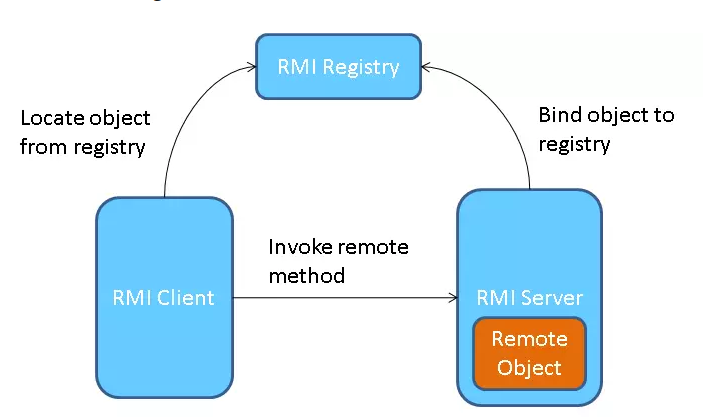 RMI Registry
Locate object
from registry
Bind object to
registry
Invoke remote
method
RMI Client
RMI Server
Remote
Object